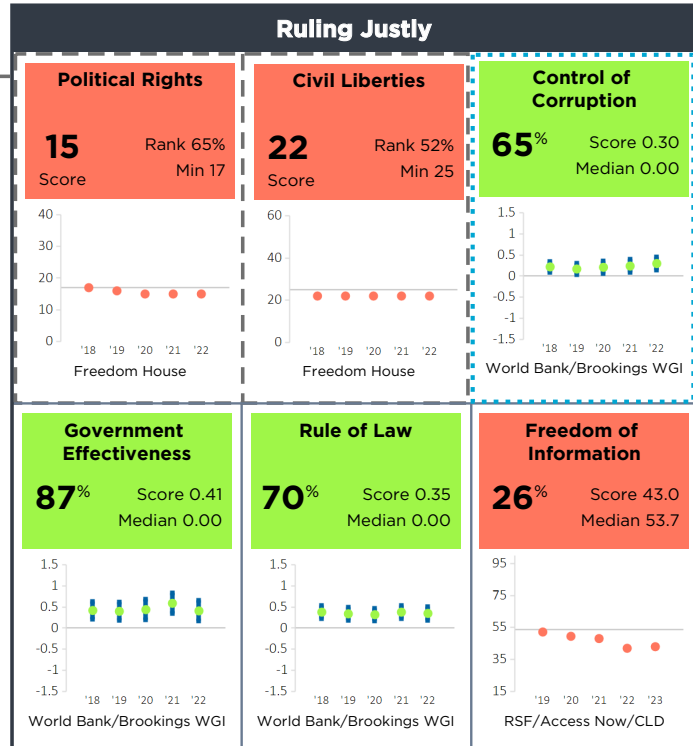 Ruling Justly
Political Rights
15
Score
Rank 65%
Min 17
40
30
20
10
0
'18 '19 '20 '21 '22
Freedom House
Civil Liberties
22
Score
Rank 52%
Min 25
60
40
20
0
'18 '19 '20 '21 '22
Freedom House
Control of
Corruption
65%
Score 0.30
Median 0.00
1.5
1
0.5
0
-0.5
-1
-1.5
'18 '19 '20 '21 '22
World Bank/Brookings WGI
Government
Effectiveness
87%
Score 0.41
Median 0.00
1.5
1
0.5
0
-0.5
-1
-1.5
'18 '19 '20 '21 '22
World Bank/Brookings WGI
Rule of Law
70%
Score 0.35
Median 0.00
1.5
1
0.5
0
-0.5
-1
-1.5
'18 '19 '20 '21 '22
World Bank/Brookings WGI
Freedom of
Information
26%
Score 43.0
Median 53.7
95
55
35
15
'19 '20 '21 '22 '23
RSF/Access Now/CLD